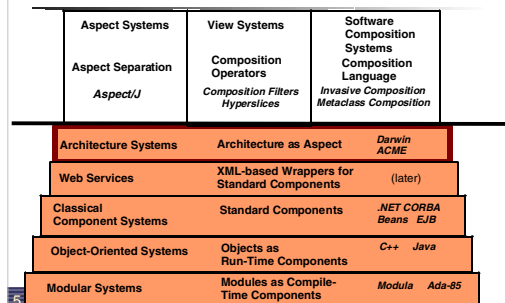 Aspect Systems
Aspect Separation
Aspect/J
View Systems
Composition
Operators
Composition Filters
Hyperslices
Software
Composition
Systems
Composition
Language
Invasive Composition
Metaclass Composition
Architecture Systems Architecture as Aspect Darwin
ACME
Web Services XML-based Wrappers for
Standard Components (later)
Classical
Component Systems Standard Components .NET CORBA
Beans EJB
Object-Oriented Systems Objects as
Run-Time Components C++ Java
Modular Systems Modules as Compile-
Time Components Modula Ada-85
5